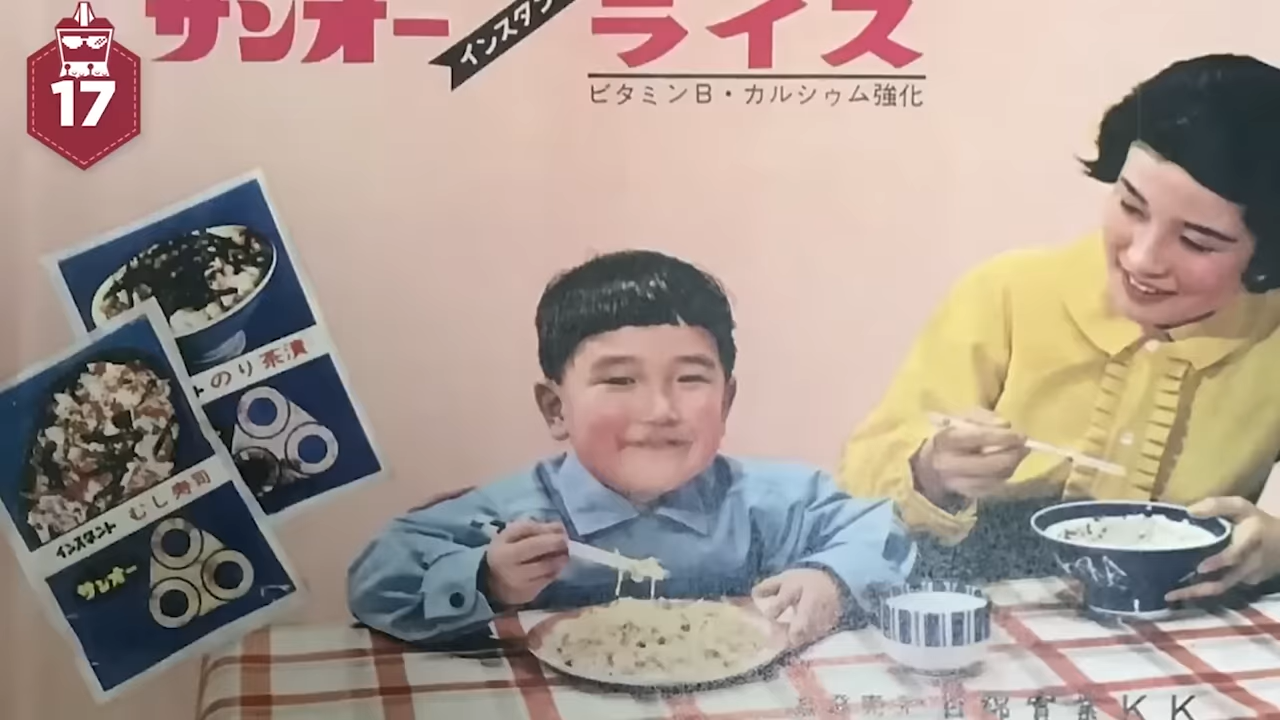 サンオー
インスタン
ライス
17
ビタミンB・カルシゥム強化
のり茶漬
インスタント むし寿司
サンオー
KK